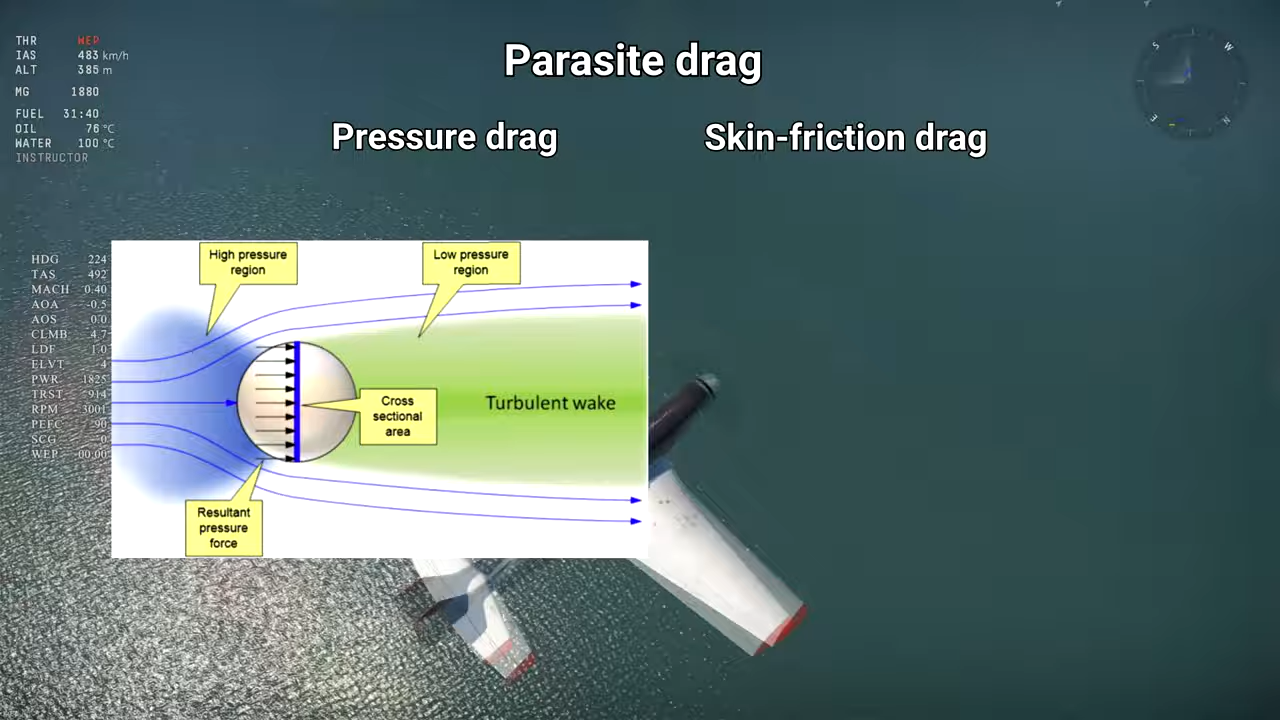 Parasite drag
Pressure drag
Skin-friction drag
THR WEP
IAS 483 km/h
ALT 385 m
MG 1880
FUEL 31:40
OIL 76 °C
WATER 100 °C
INSTRUCTOR
S
W
E
N
HDG 224
TAS 492
MACH 0.40
AOA -0.5
AOS 0.0
CLMB 4.7
LDF 1.0
ELVT 4
PWR 1825
TRST 914
RPM 3001
PEFC 90
SCG 0
WEP 00:00
High pressure
region
Low pressure
region
Cross
sectional
area
Turbulent wake
Resultant
pressure
force